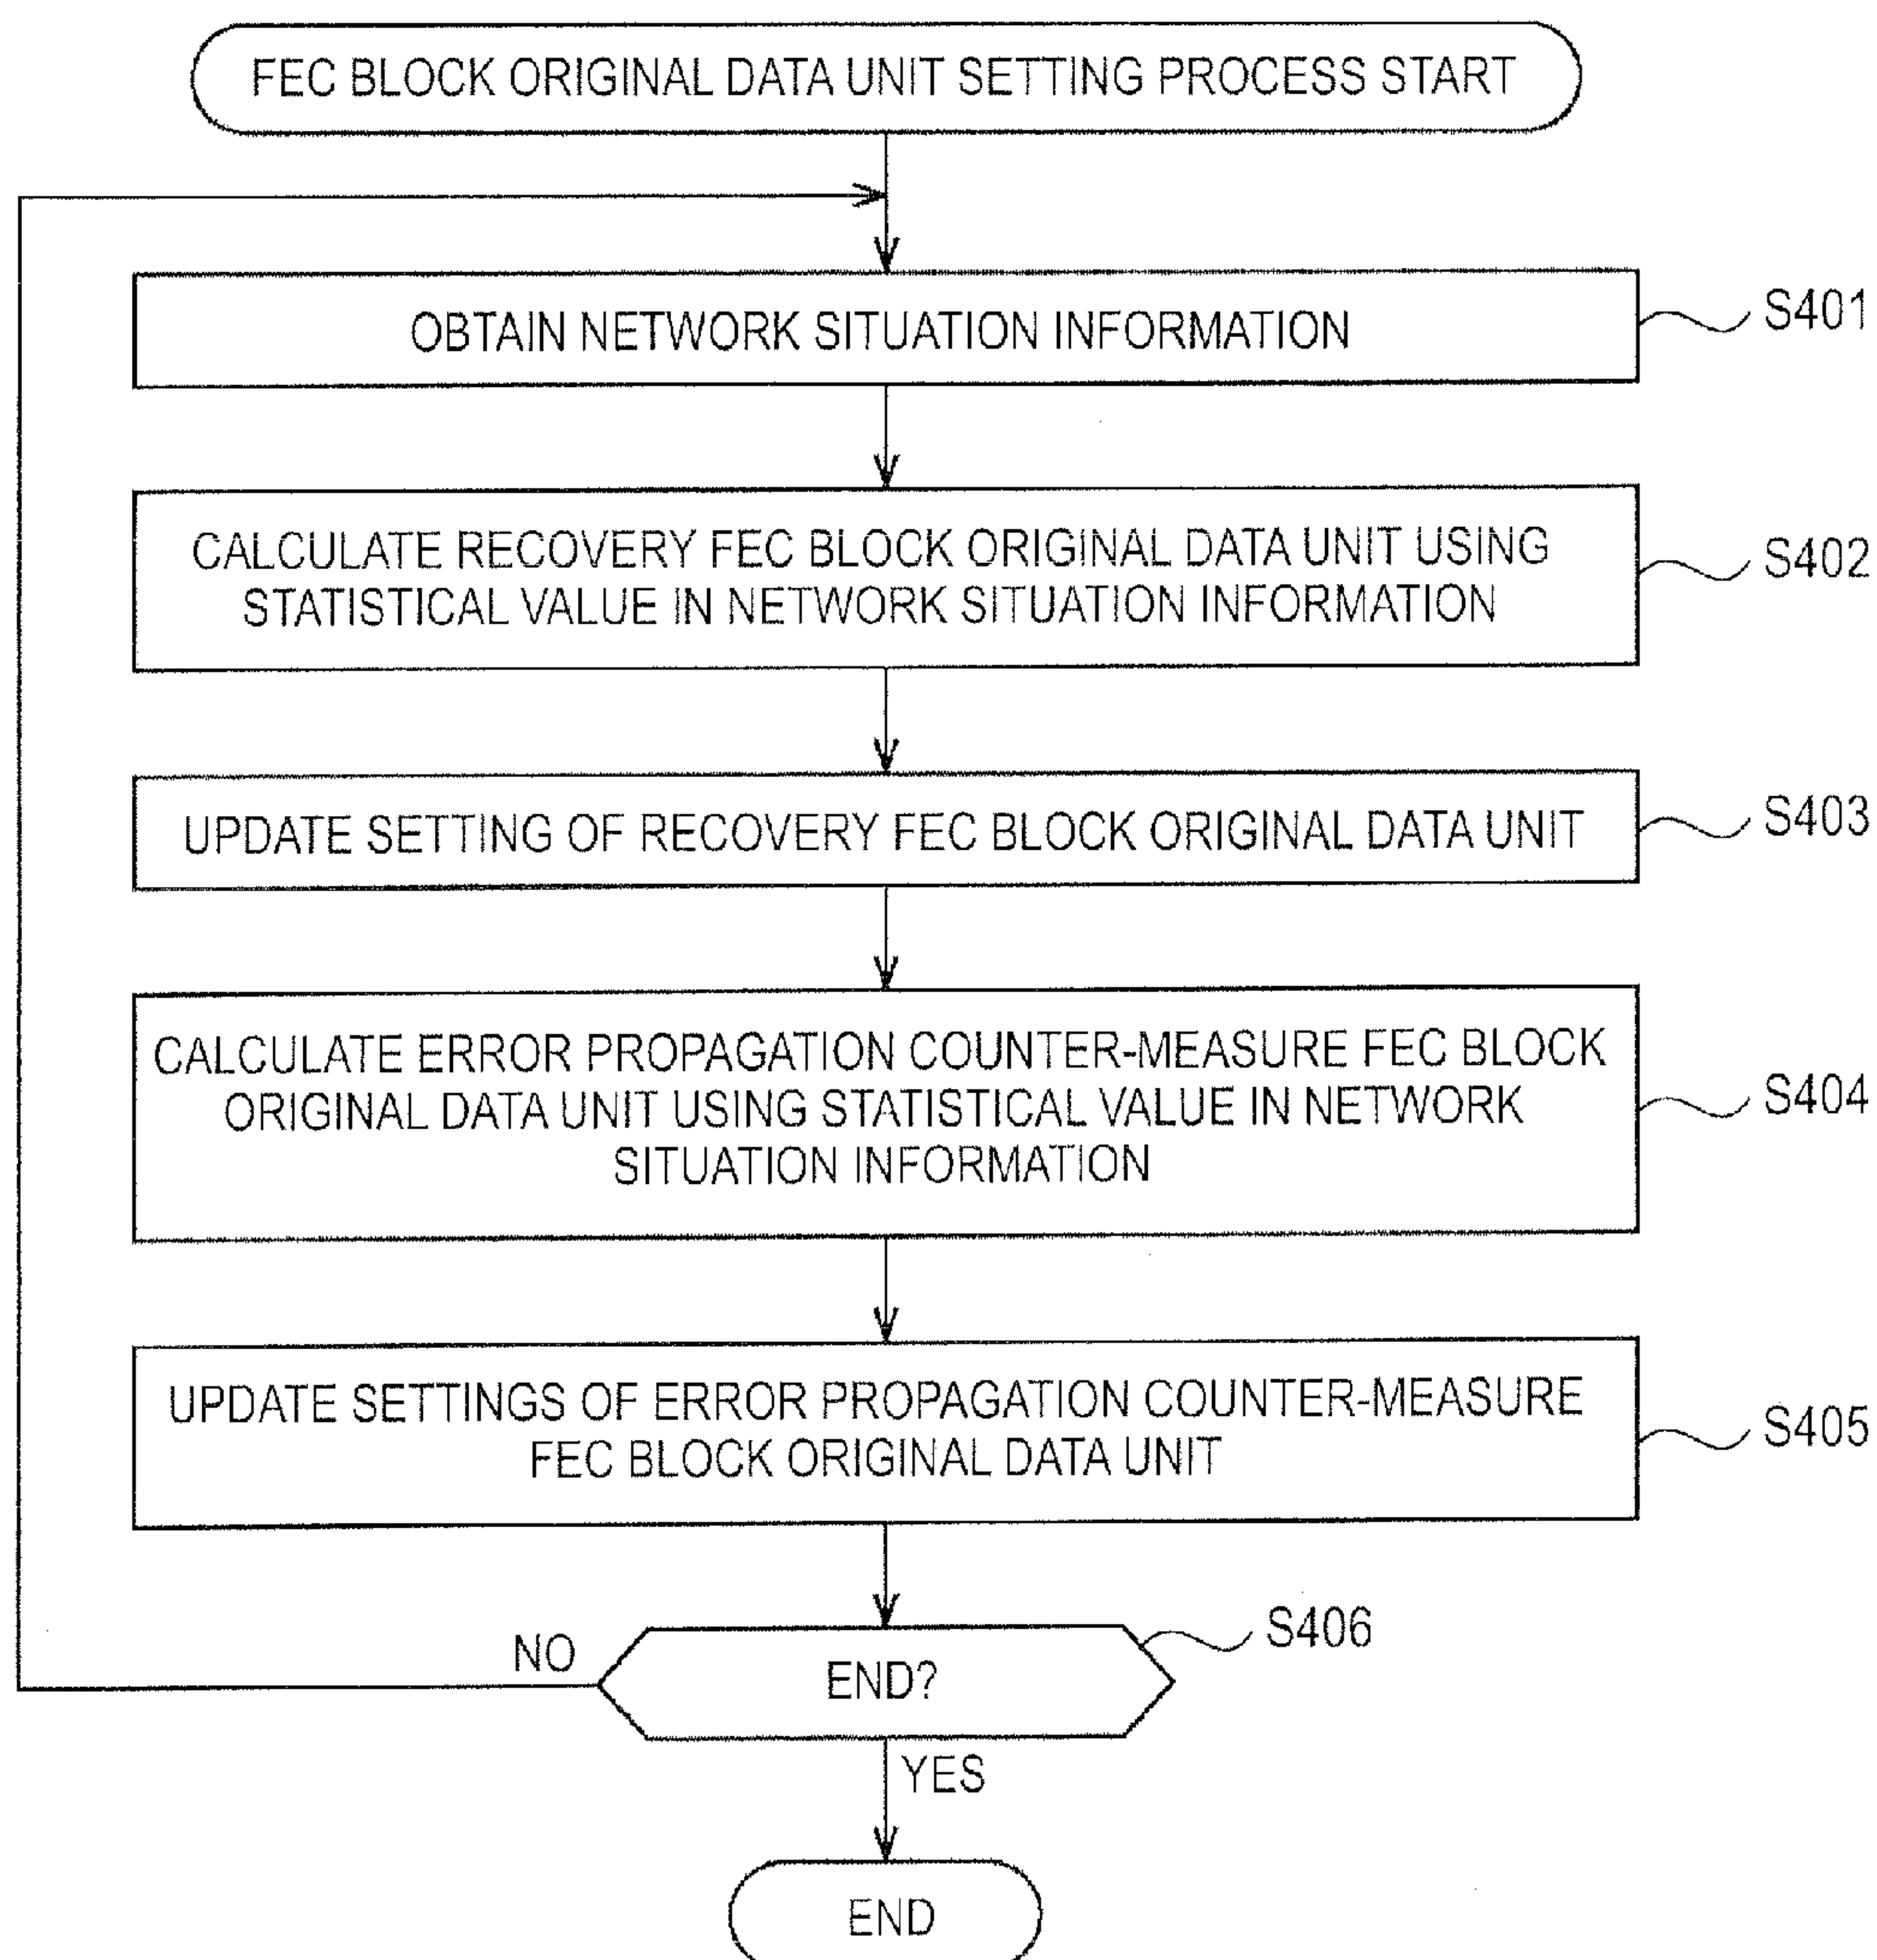 FEC BLOCK ORIGINAL DATA UNIT SETTING PROCESS START
OBTAIN NETWORK SITUATION INFORMATION
S401
CALCULATE RECOVERY FEC BLOCK ORIGINAL DATA UNIT USING
STATISTICAL VALUE IN NETWORK SITUATION INFORMATION
S402
UPDATE SETTING OF RECOVERY FEC BLOCK ORIGINAL DATA UNIT
S403
CALCULATE ERROR PROPAGATION COUNTER-MEASURE FEC BLOCK
ORIGINAL DATA UNIT USING STATISTICAL VALUE IN NETWORK
SITUATION INFORMATION
S404
UPDATE SETTINGS OF ERROR PROPAGATION COUNTER-MEASURE
FEC BLOCK ORIGINAL DATA UNIT
S405
S406
NO
END?
YES
END